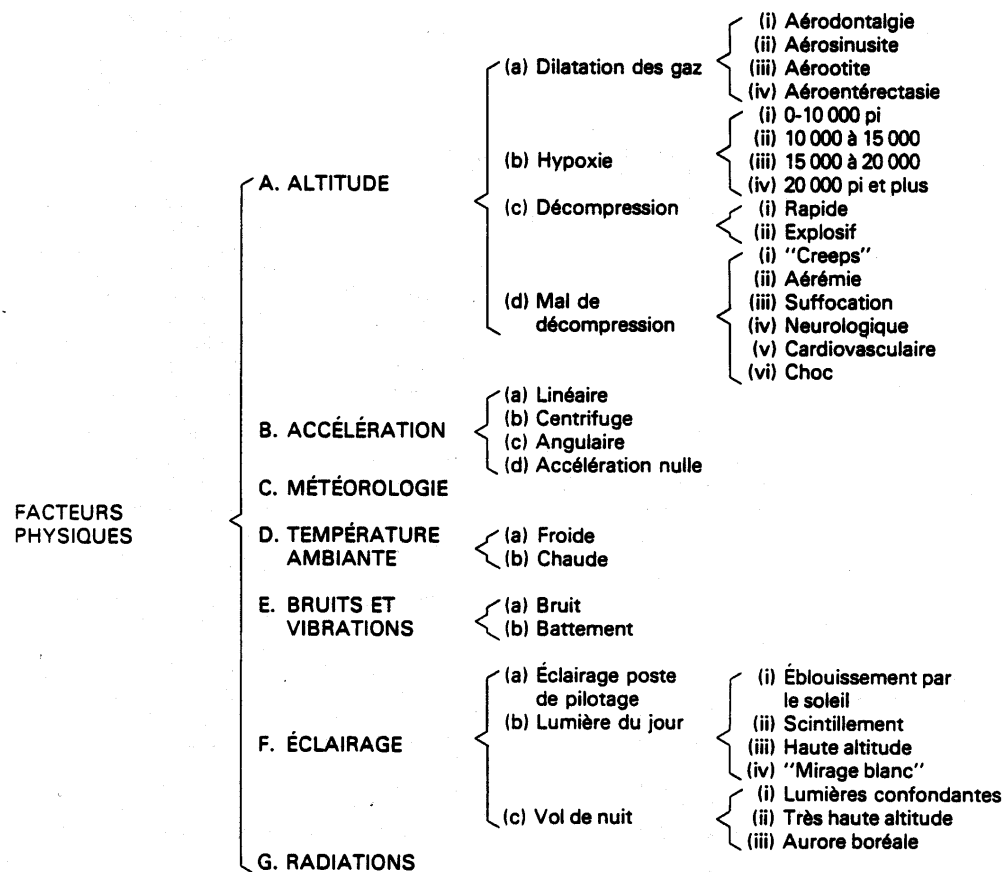 FACTEURS
PHYSIQUES
A. ALTITUDE
(a) Dilatation des gaz
(i) Aérodontalgie
(ii) Aérosinusite
(iii) Aérootite
(iv) Aéroentérectasie
(b) Hypoxie
(i) 0-10 000 pi
(ii) 10 000 à 15 000
(iii) 15 000 à 20 000
(iv) 20 000 pi et plus
(c) Décompression
(i) Rapide
(ii) Explosif
(d) Mal de
décompression
(i) "Creeps"
(ii) Aérémie
(iii) Suffocation
(iv) Neurologique
(v) Cardiovasculaire
(vi) Choc
B. ACCÉLÉRATION
(a) Linéaire
(b) Centrifuge
(c) Angulaire
(d) Accélération nulle
C. MÉTÉOROLOGIE
D. TEMPÉRATURE
AMBIANTE
(a) Froide
(b) Chaude
E. BRUITS ET
VIBRATIONS
(a) Bruit
(b) Battement
F. ÉCLAIRAGE
(a) Éclairage poste
de pilotage
(b) Lumière du jour
(i) Éblouissement par
le soleil
(ii) Scintillement
(iii) Haute altitude
(iv) "Mirage blanc"
(c) Vol de nuit
(i) Lumières confondantes
(ii) Très haute altitude
(iii) Aurore boréale
G. RADIATIONS